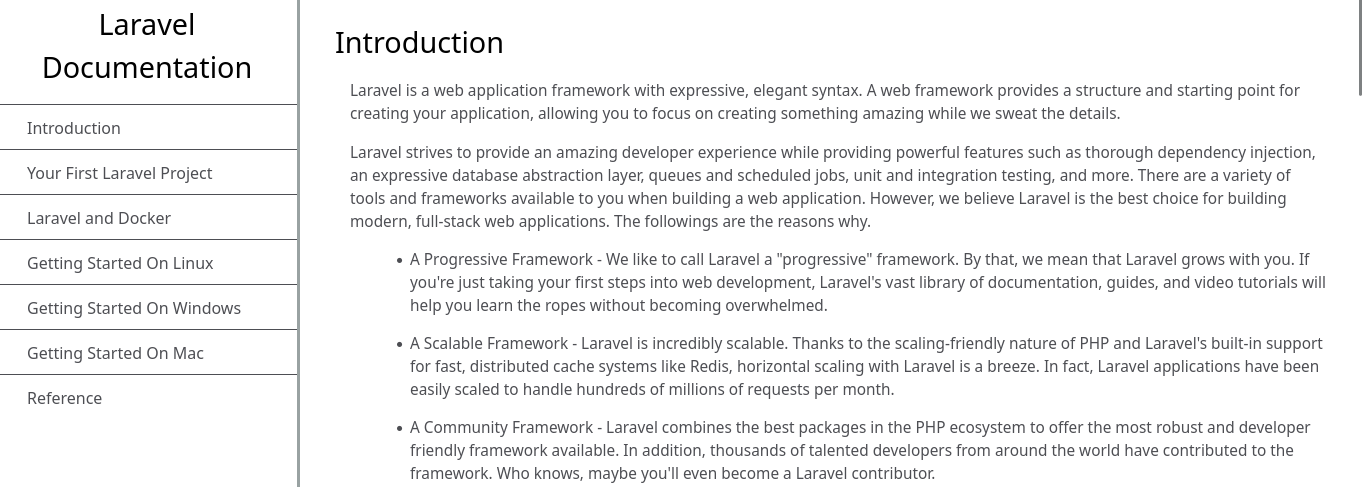 Laravel
Documentation
Introduction
Your First Laravel Project
Laravel and Docker
Getting Started On Linux
Getting Started On Windows
Getting Started On Mac
Reference
Introduction
Laravel is a web application framework with expressive, elegant syntax. A web framework provides a structure and starting point for
creating your application, allowing you to focus on creating something amazing while we sweat the details.
Laravel strives to provide an amazing developer experience while providing powerful features such as thorough dependency injection,
an expressive database abstraction layer, queues and scheduled jobs, unit and integration testing, and more. There are a variety of
tools and frameworks available to you when building a web application. However, we believe Laravel is the best choice for building
modern, full-stack web applications. The followings are the reasons why.
• A Progressive Framework - We like to call Laravel a "progressive" framework. By that, we mean that Laravel grows with you. If
you're just taking your first steps into web development, Laravel's vast library of documentation, guides, and video tutorials will
help you learn the ropes without becoming overwhelmed.
• A Scalable Framework - Laravel is incredibly scalable. Thanks to the scaling-friendly nature of PHP and Laravel's built-in support
for fast, distributed cache systems like Redis, horizontal scaling with Laravel is a breeze. In fact, Laravel applications have been
easily scaled to handle hundreds of millions of requests per month.
• A Community Framework - Laravel combines the best packages in the PHP ecosystem to offer the most robust and developer
friendly framework available. In addition, thousands of talented developers from around the world have contributed to the
framework. Who knows, maybe you'll even become a Laravel contributor.